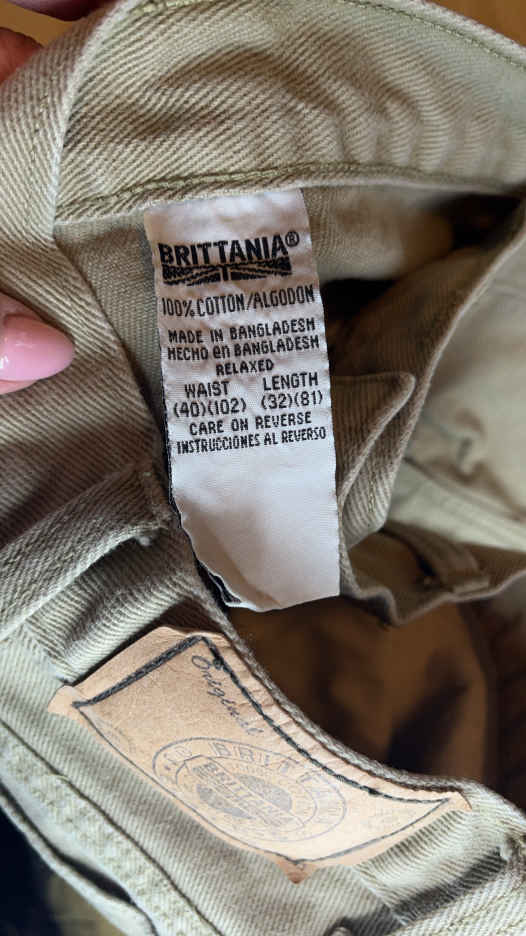 BRITTANIA®
100% COTTON/ALGODON
MADE IN BANGLADESH
HECHO en BANGLADESH
RELAXED
WAIST LENGTH
(40)(102) (32)(81)
CARE ON REVERSE
INSTRUCCIONES AL REVERSO
Original